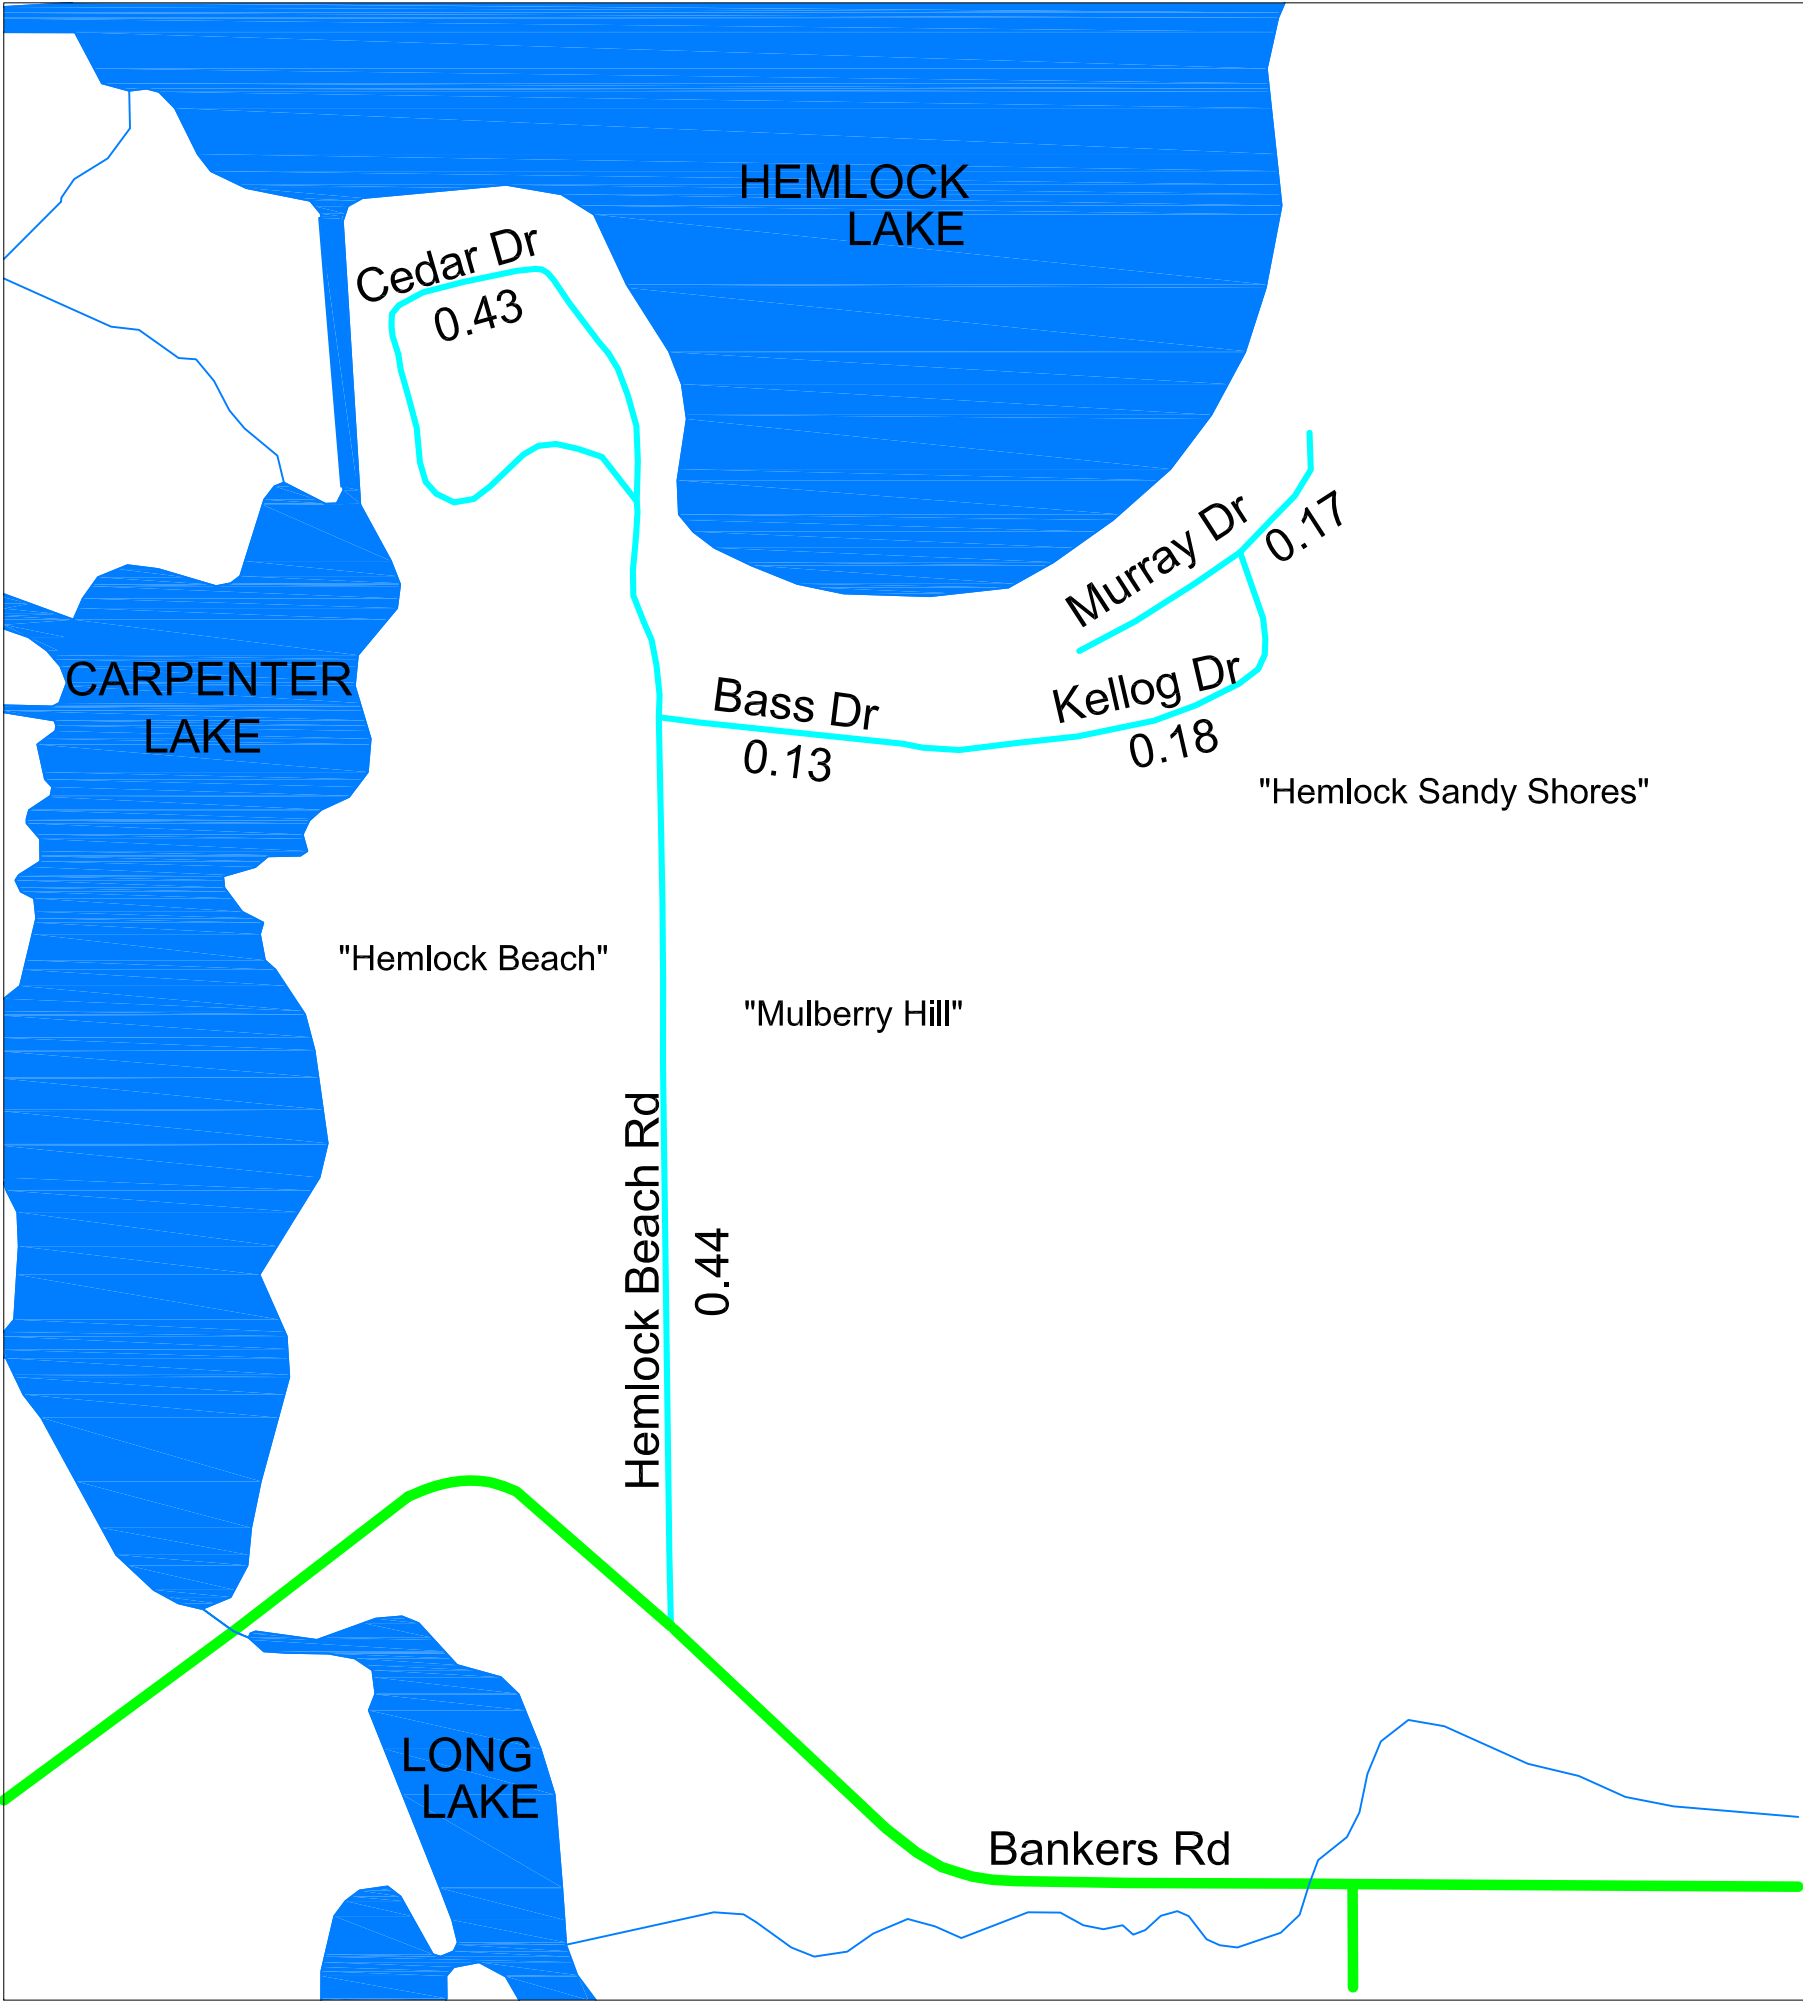 HEMLOCK
LAKE
Cedar Dr
0.43
Murray Dr
0.17
CARPENTER
LAKE
Bass Dr
0.13
Kellog Dr
0.18
"Hemlock Sandy Shores"
"Hemlock Beach"
"Mulberry Hill"
Hemlock Beach Rd
0.44
LONG
LAKE
Bankers Rd